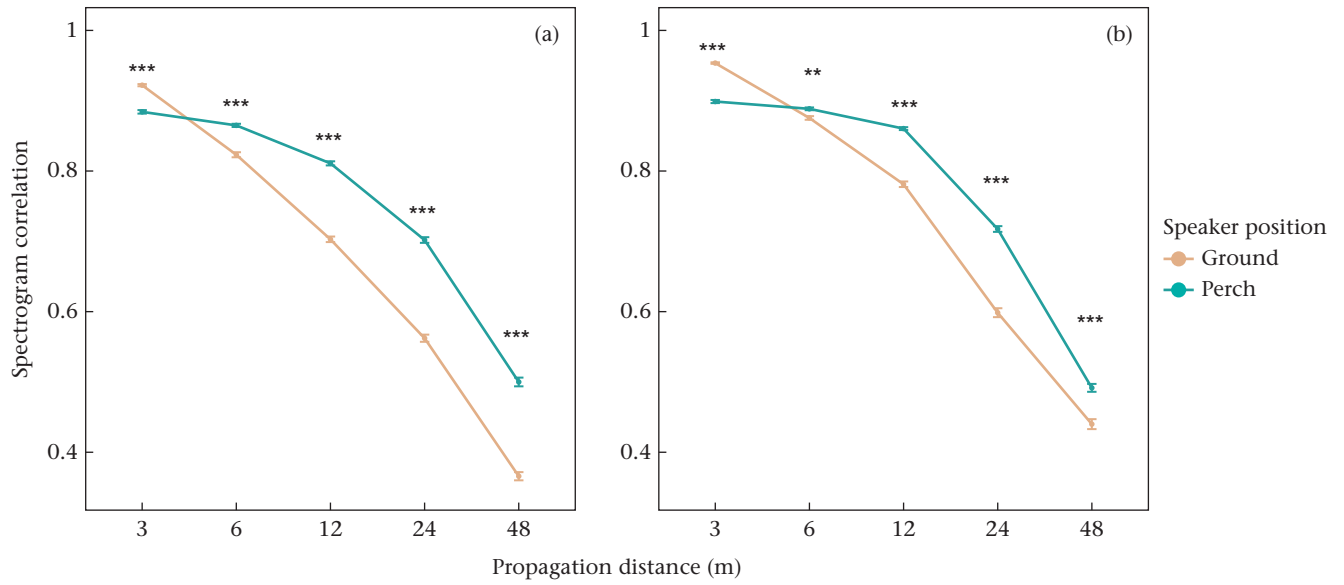 (a)
(b)
1
0.8
0.6
0.4
1
0.8
0.6
0.4
***
***
***
***
***
***
**
***
***
***
3 6 12 24 48
3 6 12 24 48
Spectrogram correlation
Propagation distance (m)
Speaker position
Ground
Perch